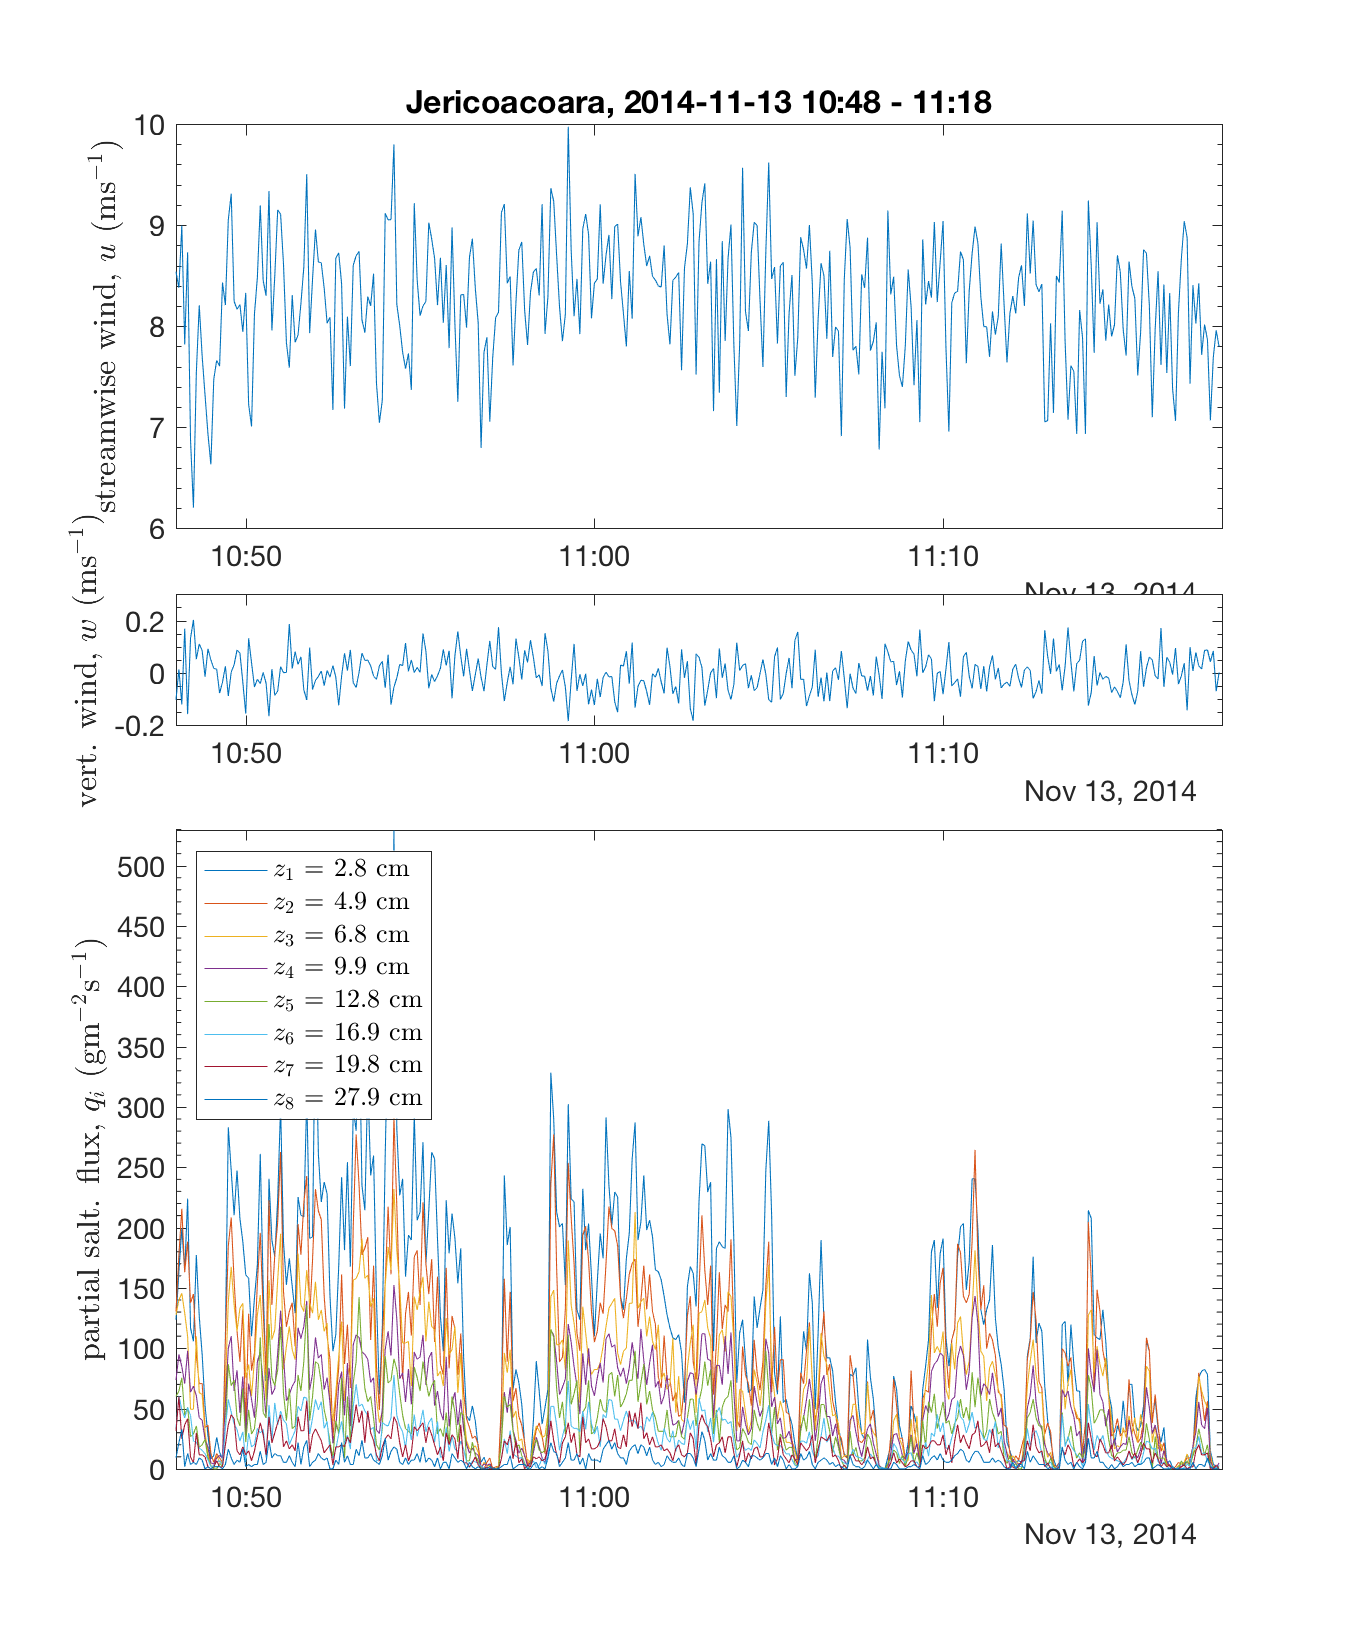 Jericoacoara, 2014-11-13 10:48 - 11:18
streamwise wind, u (ms⁻¹)
10
9
8
7
6
10:50 11:00 11:10
Nov 13, 2014
vert. wind, w (ms⁻¹)
0.2
0
-0.2
10:50 11:00 11:10
Nov 13, 2014
partial salt. flux, qᵢ (gm⁻²s⁻¹)
500
450
400
350
300
250
200
150
100
50
0
z₁ = 2.8 cm
z₂ = 4.9 cm
z₃ = 6.8 cm
z₄ = 9.9 cm
z₅ = 12.8 cm
z₆ = 16.9 cm
z₇ = 19.8 cm
z₈ = 27.9 cm
10:50 11:00 11:10
Nov 13, 2014